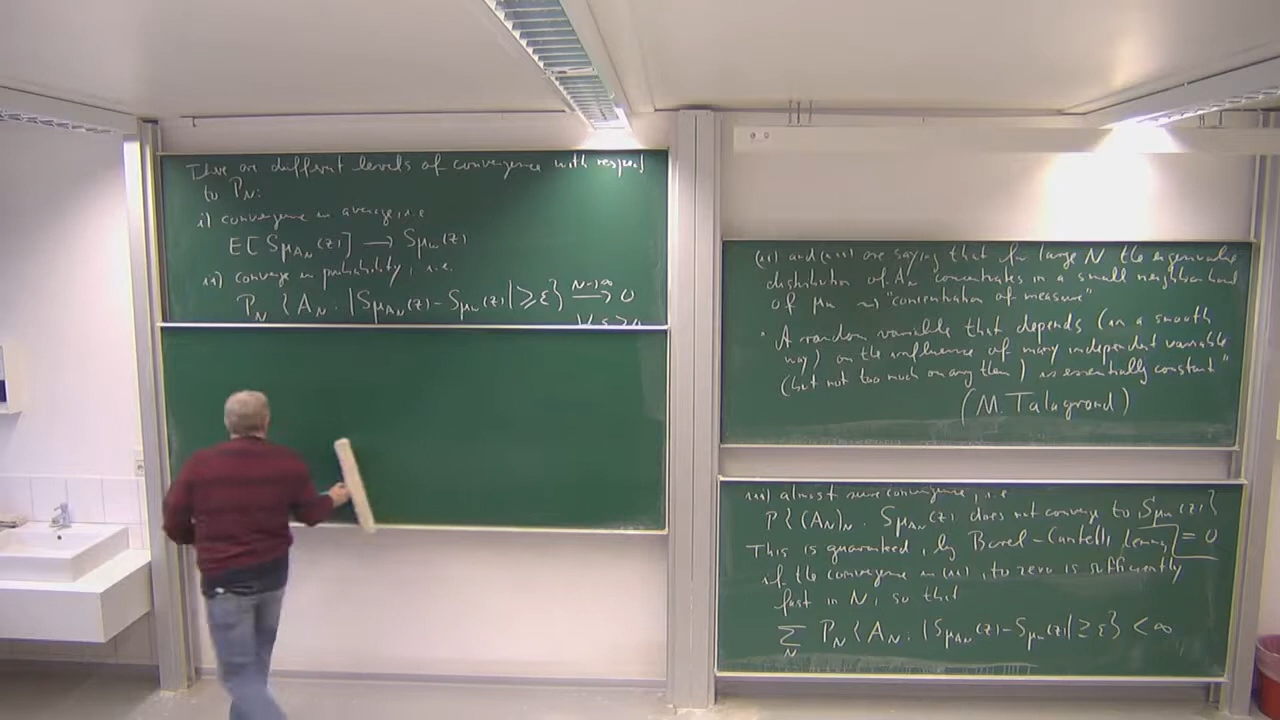 There are different levels of convergence with respect
to P_N:
i) convergence in average, i.e
E[S_{μ_{A_N}}(z)] → S_{μ_w}(z)
ii) converge in probability, i.e.
P_N {A_N : |S_{μ_{A_N}}(z) - S_{μ_w}(z)| ≥ ε} \xrightarrow{N→∞} 0
∀ ε > 0
(ii) and (iii) are saying that for large N the eigenvalue
distribution of A_N concentrates in a small neighborhood
of μ_w ⇝ "concentration of measure"
"A random variable that depends (in a smooth
way) on the influence of many independent variables
(but not too much on any them) is essentially constant"
(M. Talagrand)
iii) almost sure convergence, i.e
P{(A_N)_N : S_{μ_{A_N}}(z) does not converge to S_{μ_w}(z)}
= 0
This is guaranteed, by Borel-Cantelli lemma
if the convergence in (ii), to zero is sufficiently
fast in N, so that
Σ_N P_N {A_N : |S_{μ_{A_N}}(z) - S_{μ_w}(z)| ≥ ε} < ∞